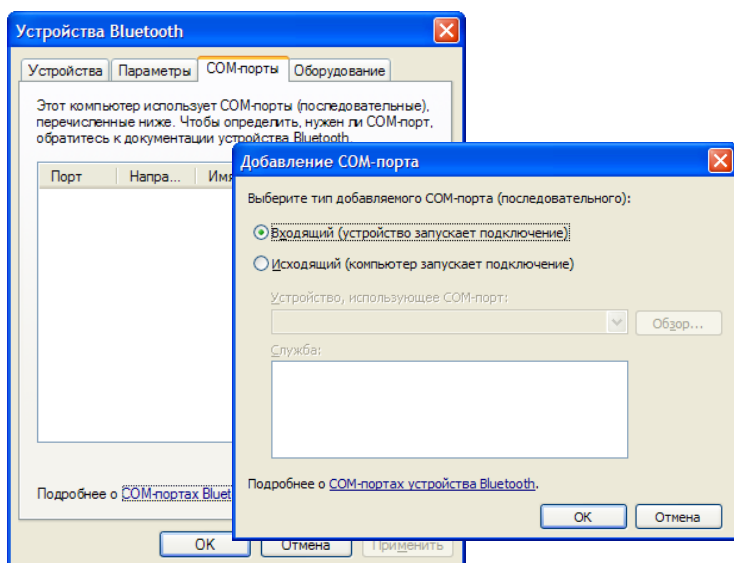 Устройства Bluetooth
Устройства Параметры COM-порты Оборудование
Этот компьютер использует COM-порты (последовательные),
перечисленные ниже. Чтобы определить, нужен ли COM-порт,
обратитесь к документации устройства Bluetooth.
Порт Напра... Имя
Подробнее о COM-портах Bluet
OK Отмена Применить
Добавление COM-порта
Выберите тип добавляемого COM-порта (последовательного):
Входящий (устройство запускает подключение)
Исходящий (компьютер запускает подключение)
Устройство, использующее COM-порт:
Обзор...
Служба:
Подробнее о COM-портах устройства Bluetooth.
OK Отмена